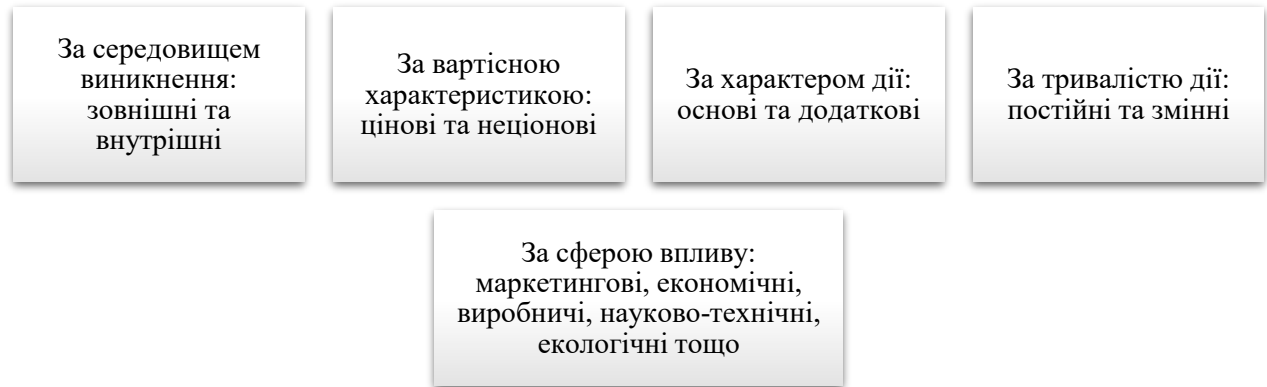 За середовищем
виникнення:
зовнішні та
внутрішні
За вартісною
характеристикою:
цінові та неціонові
За характером дії:
основі та додаткові
За тривалістю дії:
постійні та змінні
За сферою впливу:
маркетингові, економічні,
виробничі, науково-технічні,
екологічні тощо